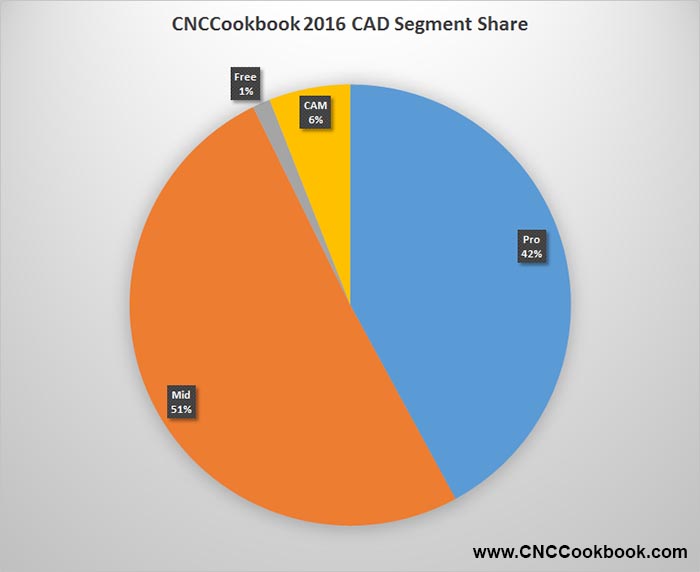 CNCCookbook 2016 CAD Segment Share
Free
1%
CAM
6%
Pro
42%
Mid
51%
www.CNCCookbook.com